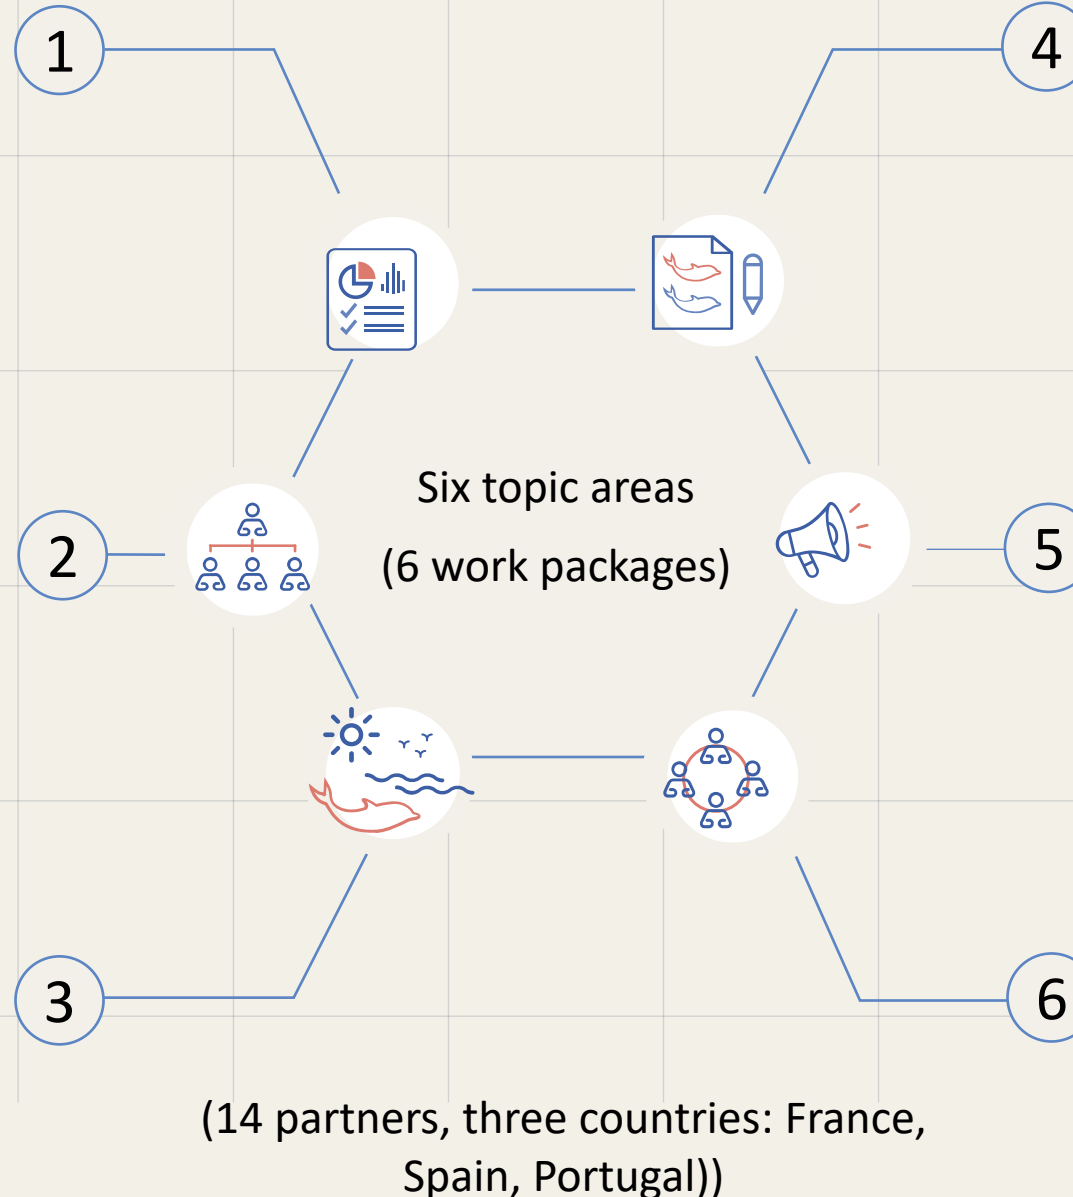 1
4
Six topic areas
2
5
(6 work packages)
3
6
(14 partners, three countries: France,
Spain, Portugal))